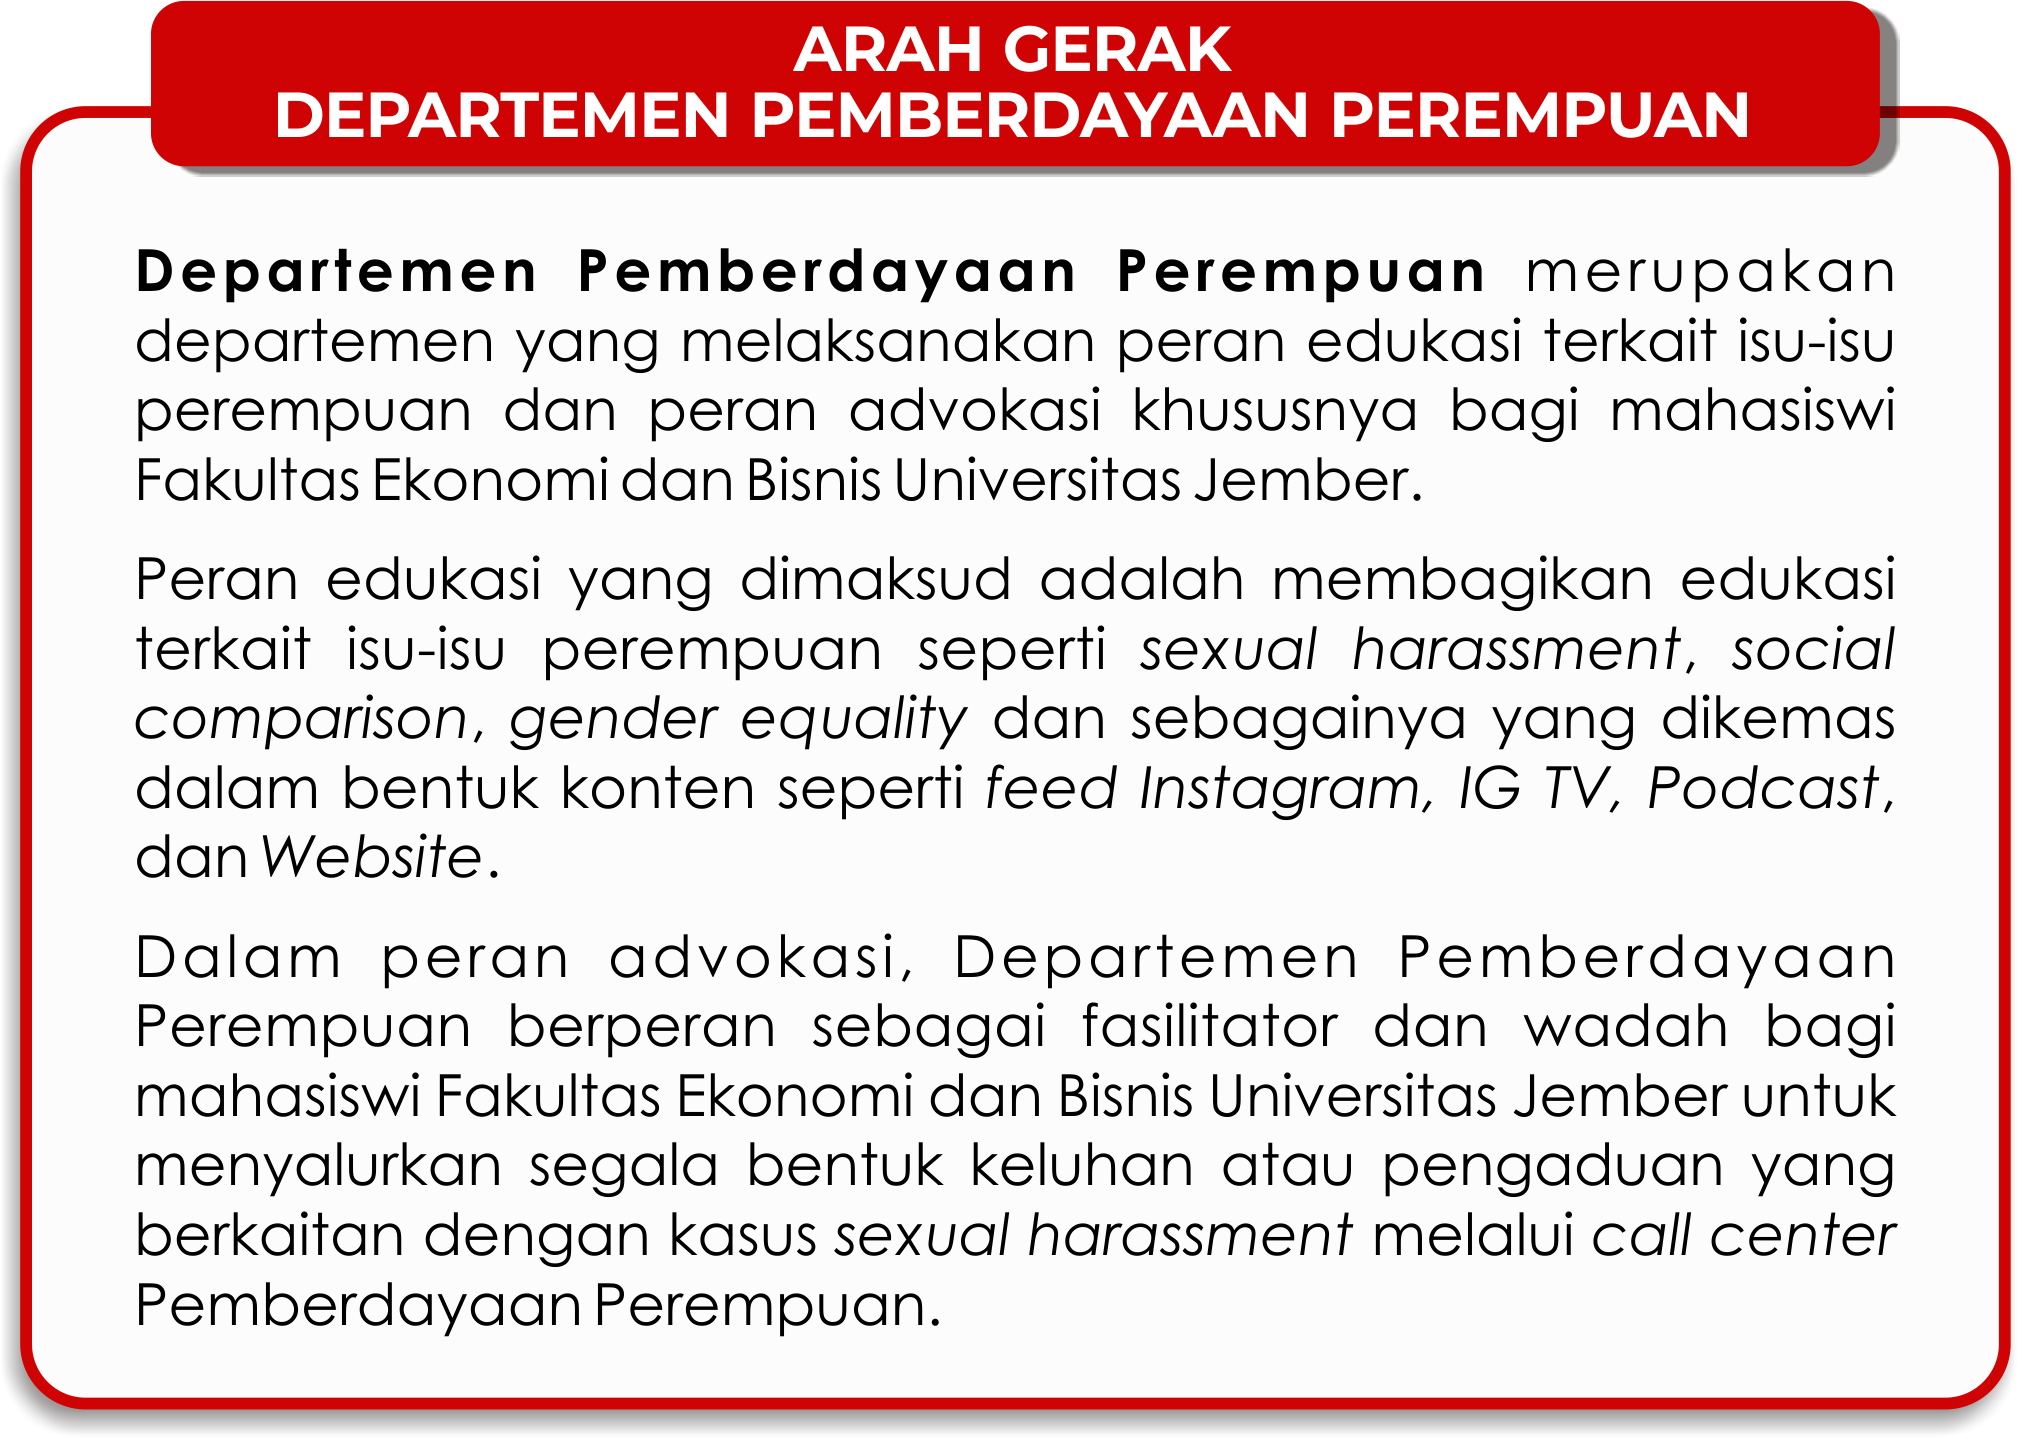 ARAH GERAK
DEPARTEMEN PEMBERDAYAAN PEREMPUAN
Departemen Pemberdayaan Perempuan merupakan
departemen yang melaksanakan peran edukasi terkait isu-isu
perempuan dan peran advokasi khususnya bagi mahasiswi
Fakultas Ekonomi dan Bisnis Universitas Jember.
Peran edukasi yang dimaksud adalah membagikan edukasi
terkait isu-isu perempuan seperti sexual harassment, social
comparison, gender equality dan sebagainya yang dikemas
dalam bentuk konten seperti feed Instagram, IG TV, Podcast,
dan Website.
Dalam peran advokasi, Departemen Pemberdayaan
Perempuan berperan sebagai fasilitator dan wadah bagi
mahasiswi Fakultas Ekonomi dan Bisnis Universitas Jember untuk
menyalurkan segala bentuk keluhan atau pengaduan yang
berkaitan dengan kasus sexual harassment melalui call center
Pemberdayaan Perempuan.